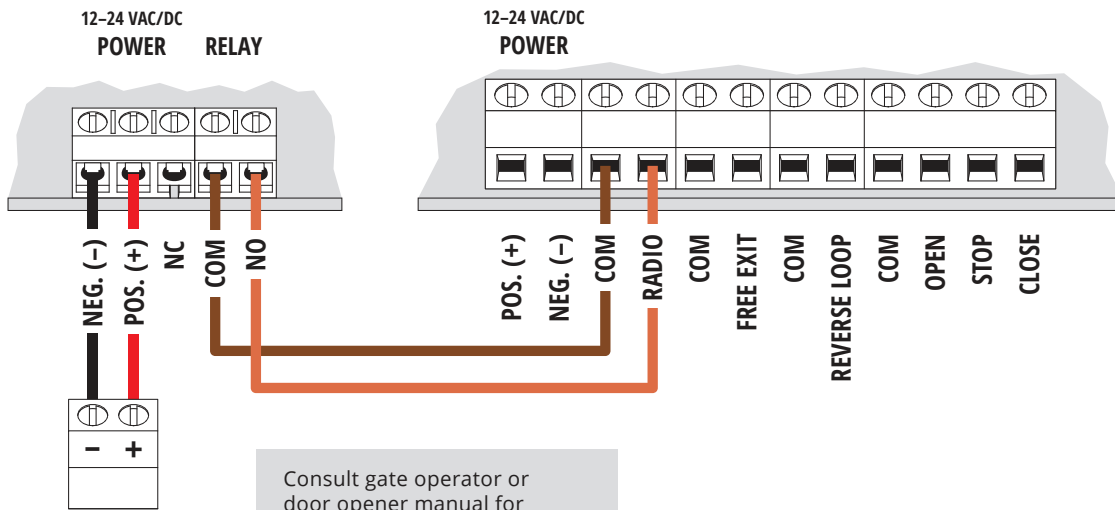 12–24 VAC/DC
POWER
RELAY
12–24 VAC/DC
POWER
NEG. (–)
POS. (+)
NC
COM
NO
POS. (+)
NEG. (–)
COM
RADIO
COM
FREE EXIT
COM
REVERSE LOOP
COM
OPEN
STOP
CLOSE
– +
Consult gate operator or
door opener manual for